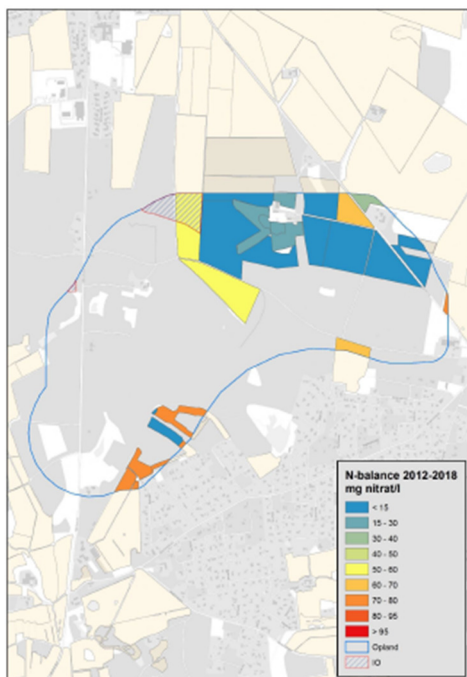 N-balance 2012-2018
mg nitrat/l
< 15
15 - 30
30 - 40
40 - 50
50 - 60
60 - 70
70 - 80
80 - 95
> 95
Opland
IO